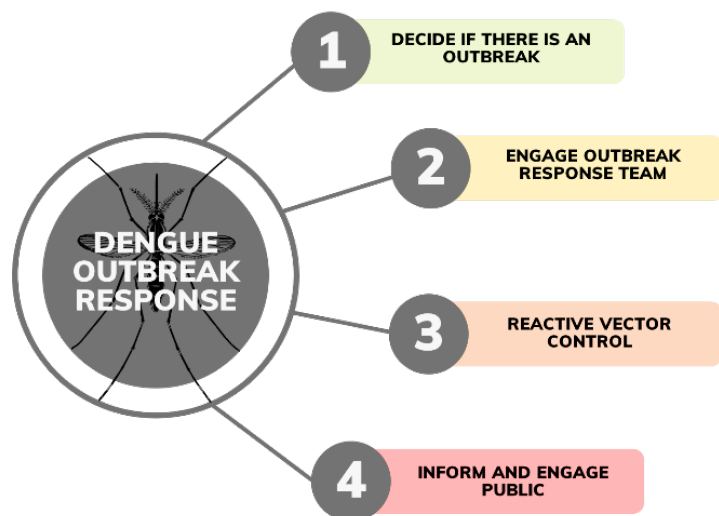 1
DECIDE IF THERE IS AN
OUTBREAK
2
ENGAGE OUTBREAK
RESPONSE TEAM
DENGUE
OUTBREAK
RESPONSE
3
REACTIVE VECTOR
CONTROL
4
INFORM AND ENGAGE
PUBLIC